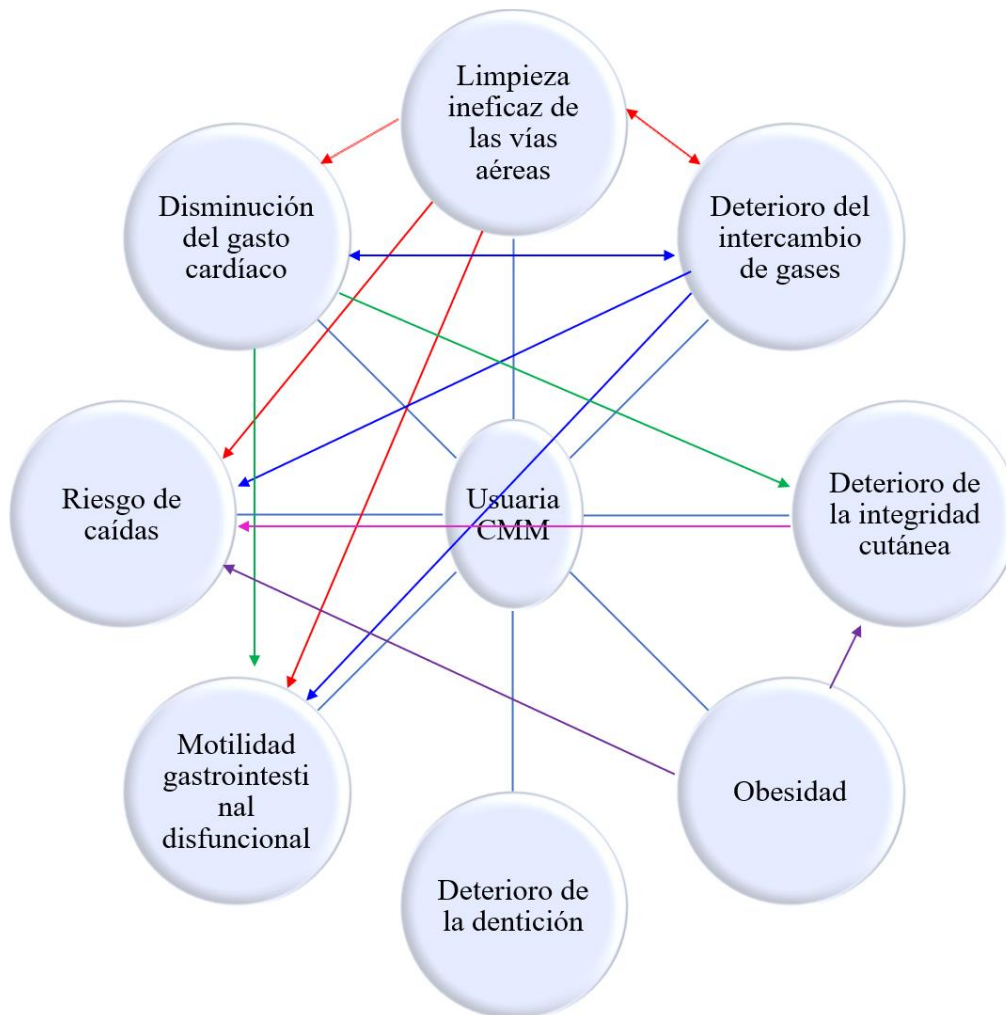 Limpieza
ineficaz de
las vías
aéreas
Disminución
del gasto
cardíaco
Deterioro del
intercambio
de gases
Riesgo de
caídas
Usuaria
CMM
Deterioro de
la integridad
cutánea
Motilidad
gastrointesti
nal
disfuncional
Obesidad
Deterioro de
la dentición